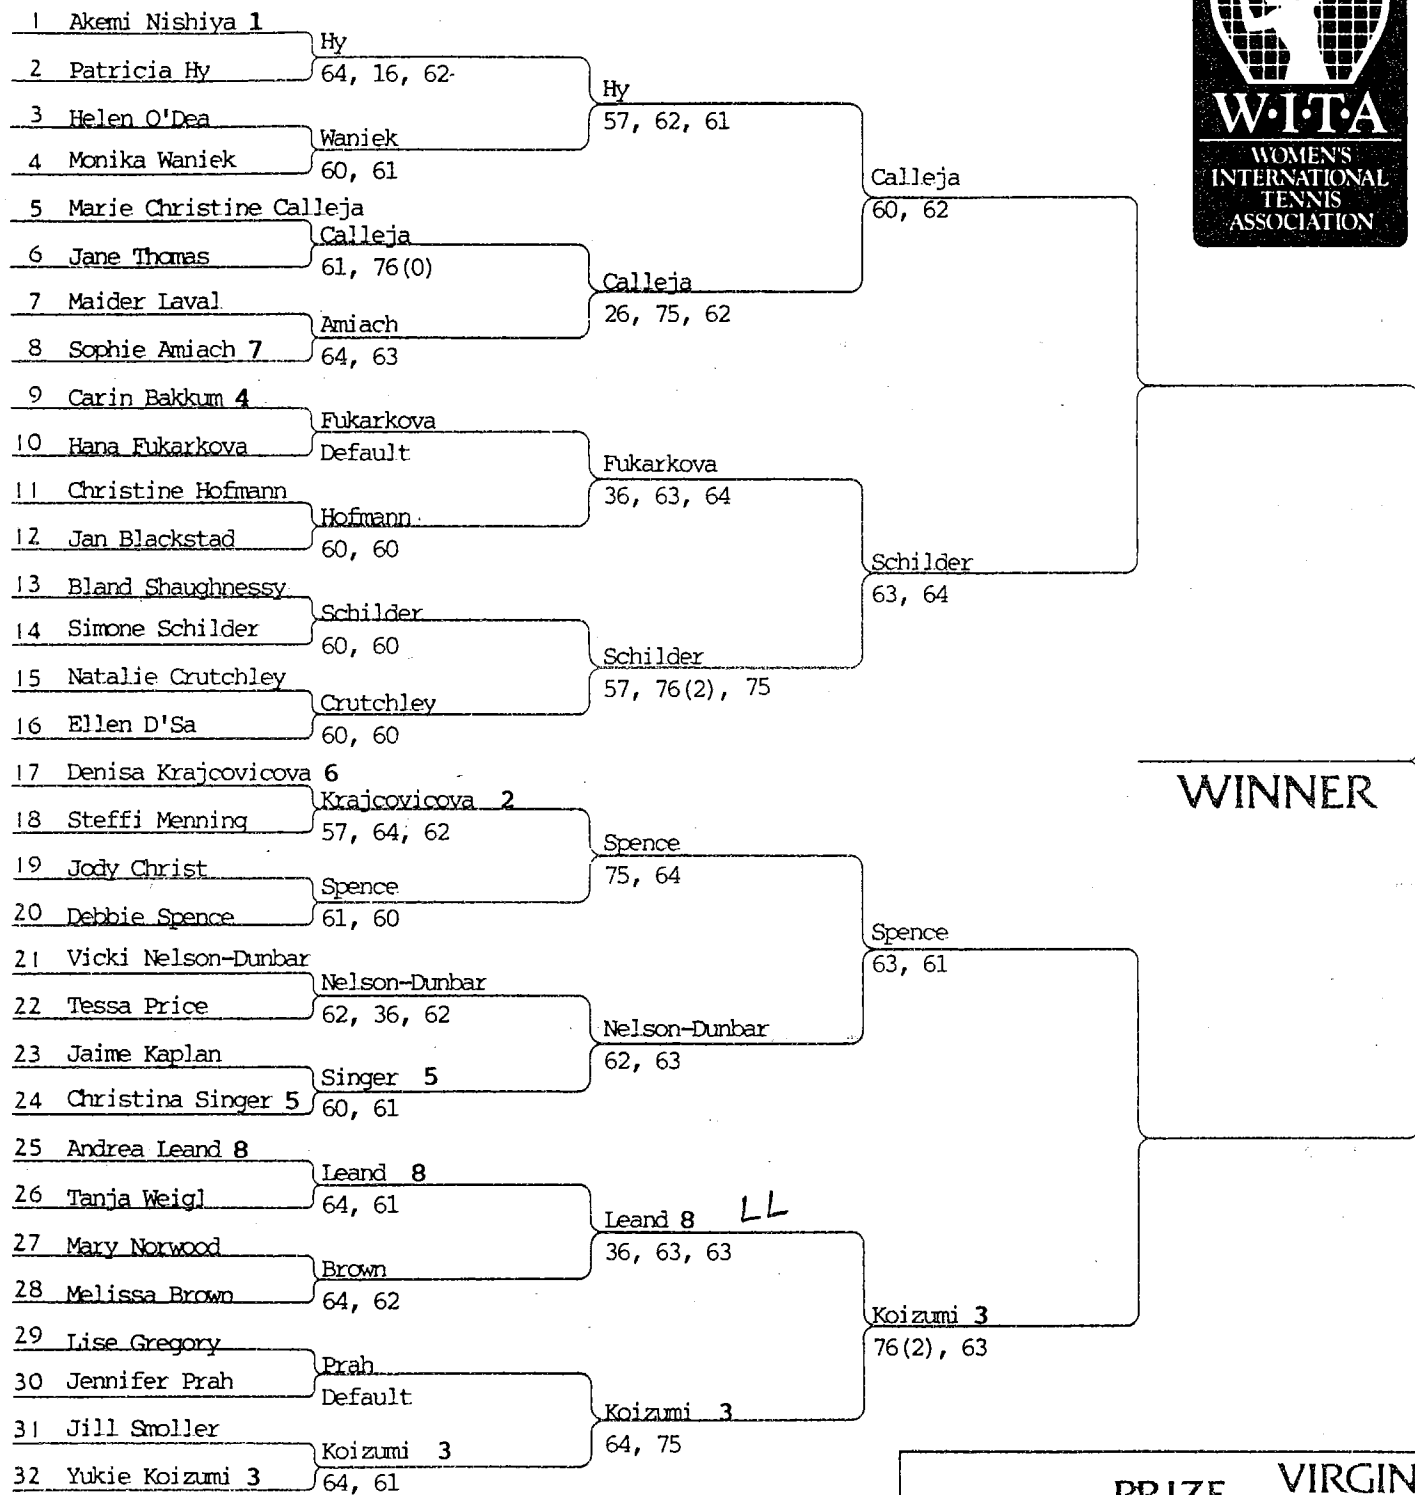 1 Akemi Nishiya 1
2 Patricia Hy
3 Helen O'Dea
4 Monika Waniek
5 Marie Christine Calleja
6 Jane Thomas
7 Maider Laval
8 Sophie Amiach 7
9 Carin Bakkum 4
10 Hana Fukarkova
11 Christine Hofmann
12 Jan Blackstad
13 Bland Shaughnessy
14 Simone Schilder
15 Natalie Crutchley
16 Ellen D'Sa
17 Denisa Krajcovicova 6
18 Steffi Menning
19 Jody Christ
20 Debbie Spence
21 Vicki Nelson-Dunbar
22 Tessa Price
23 Jaime Kaplan
24 Christina Singer 5
25 Andrea Leand 8
26 Tanja Weigl
27 Mary Norwood
28 Melissa Brown
29 Lise Gregory
30 Jennifer Prah
31 Jill Smoller
32 Yukie Koizumi 3
Hy
64, 16, 62
Waniek
60, 61
Calleja
61, 76(0)
Amiach
64, 63
Fukarkova
Default
Hofmann
60, 60
Schilder
60, 60
Crutchley
60, 60
Krajcovicova 2
57, 64, 62
Spence
61, 60
Nelson-Dunbar
62, 36, 62
Singer 5
60, 61
Leand 8
64, 61
Brown
64, 62
Prah
Default
Koizumi 3
64, 61
Hy
57, 62, 61
Calleja
26, 75, 62
Fukarkova
36, 63, 64
Schilder
57, 76(2), 75
Spence
75, 64
Nelson-Dunbar
62, 63
Leand 8 LL
36, 63, 63
Koizumi 3
64, 75
Calleja
60, 62
Schilder
63, 64
Spence
63, 61
Koizumi 3
76(2), 63
W·I·T·A
WOMEN'S
INTERNATIONAL
TENNIS
ASSOCIATION
WINNER
PRIZE VIRGIN